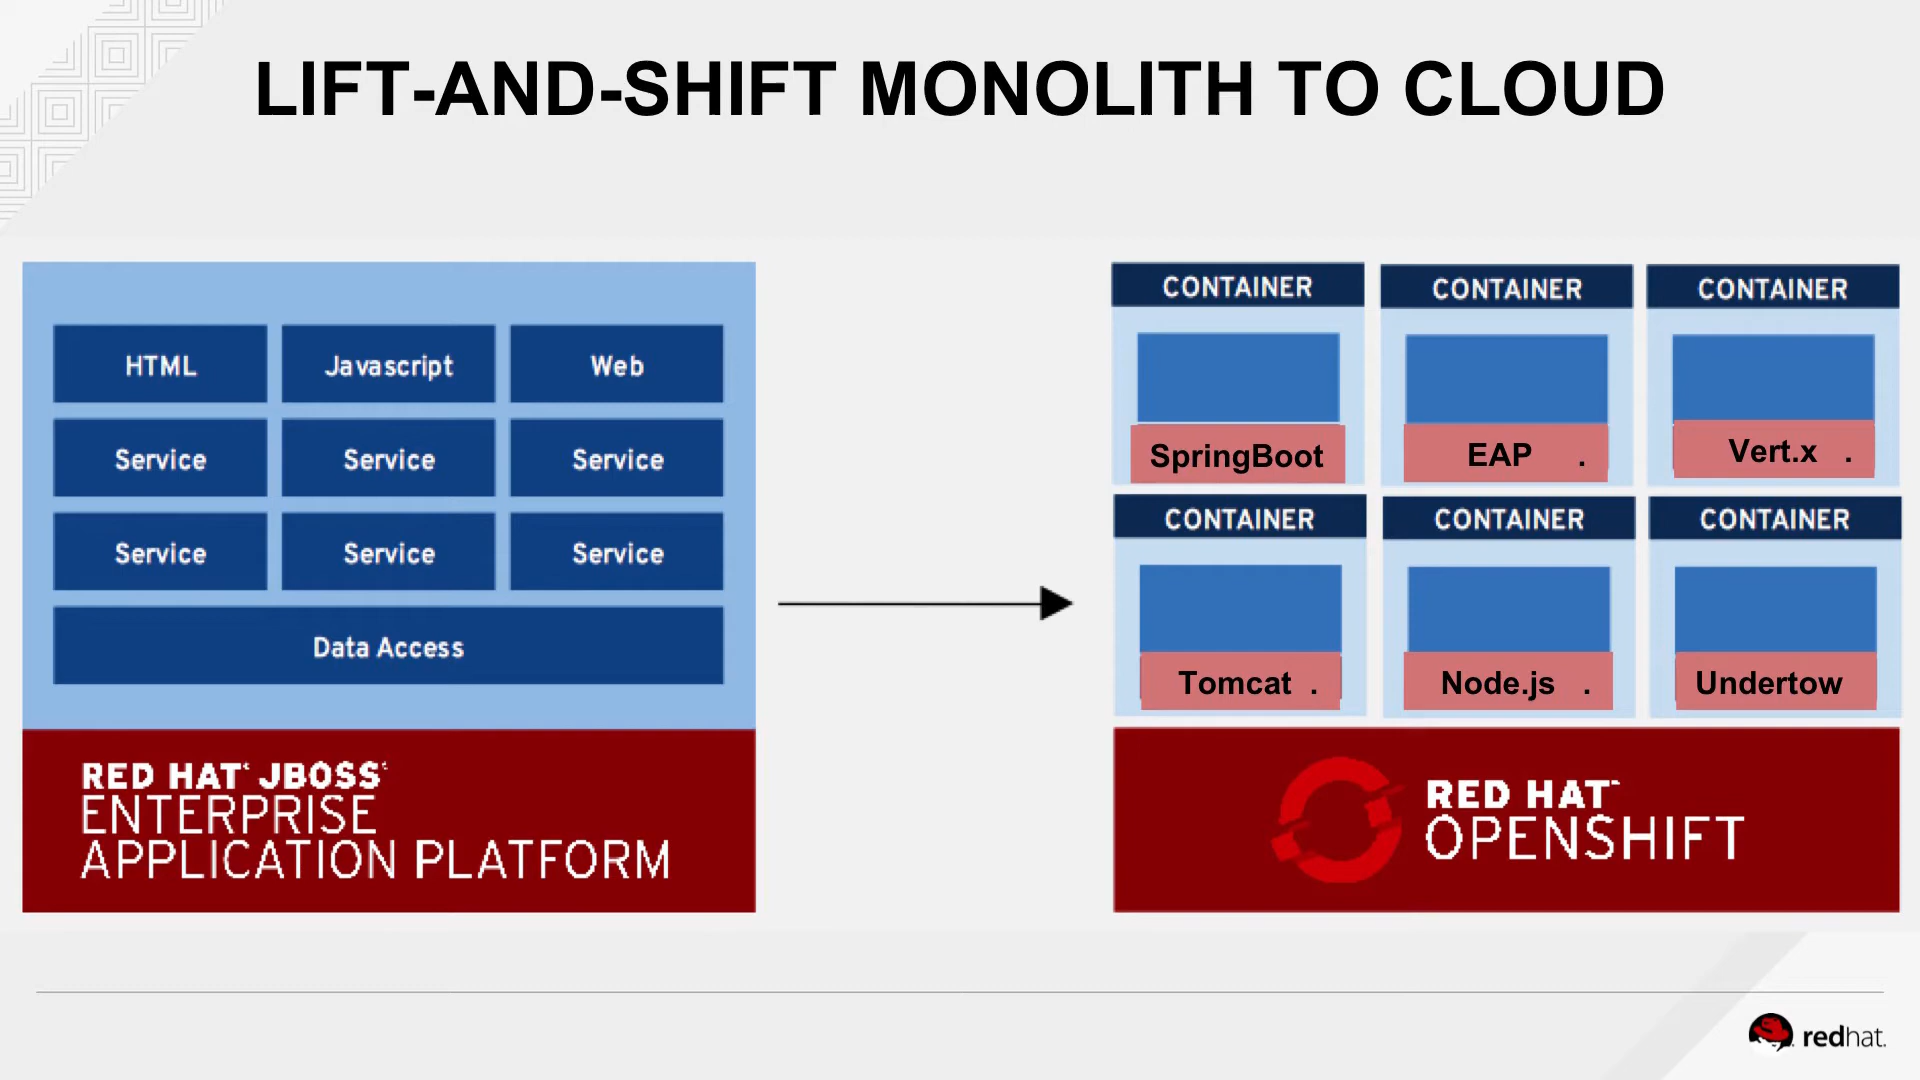 LIFT-AND-SHIFT MONOLITH TO CLOUD
HTML
Javascript
Web
Service
Service
Service
Service
Service
Service
Data Access
RED HAT JBOSS
ENTERPRISE
APPLICATION PLATFORM
CONTAINER
CONTAINER
CONTAINER
SpringBoot
EAP .
Vert.x .
CONTAINER
CONTAINER
CONTAINER
Tomcat .
Node.js .
Undertow
RED HAT
OPENSHIFT
redhat.